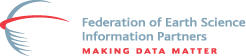 Federation of Earth Science
Information Partners
MAKING DATA MATTER